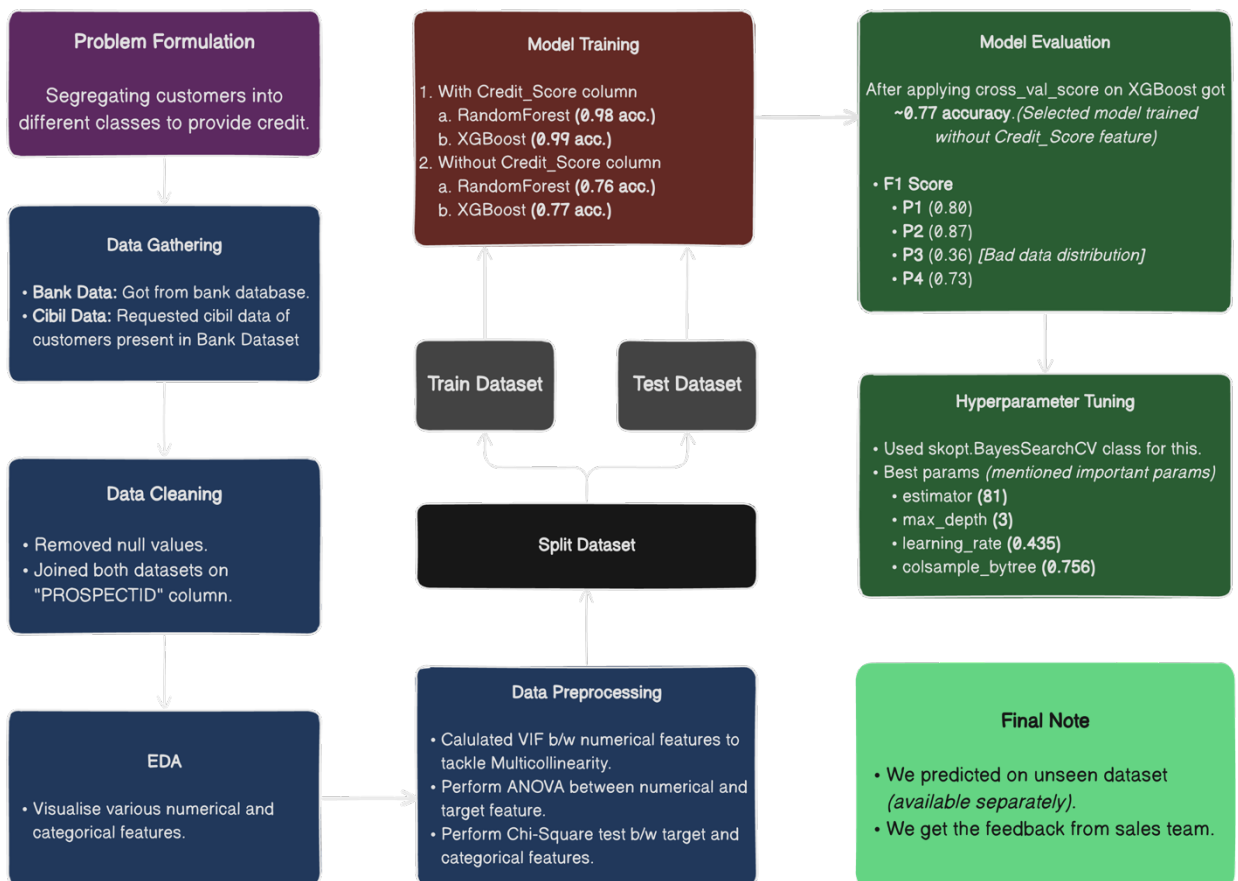 Problem Formulation
Segregating customers into
different classes to provide credit.
Data Gathering
• Bank Data: Got from bank database.
• Cibil Data: Requested cibil data of
customers present in Bank Dataset
Data Cleaning
• Removed null values.
• Joined both datasets on
"PROSPECTID" column.
EDA
• Visualise various numerical and
categorical features.
Data Preprocessing
• Calulated VIF b/w numerical features to
tackle Multicollinearity.
• Perform ANOVA between numerical and
target feature.
• Perform Chi-Square test b/w target and
categorical features.
Split Dataset
Train Dataset
Test Dataset
Model Training
1. With Credit_Score column
a. RandomForest (0.98 acc.)
b. XGBoost (0.99 acc.)
2. Without Credit_Score column
a. RandomForest (0.76 acc.)
b. XGBoost (0.77 acc.)
Model Evaluation
After applying cross_val_score on XGBoost got
~0.77 accuracy.(Selected model trained
without Credit_Score feature)
• F1 Score
• P1 (0.80)
• P2 (0.87)
• P3 (0.36) [Bad data distribution]
• P4 (0.73)
Hyperparameter Tuning
• Used skopt.BayesSearchCV class for this.
• Best params (mentioned important params)
• estimator (81)
• max_depth (3)
• learning_rate (0.435)
• colsample_bytree (0.756)
Final Note
• We predicted on unseen dataset
(available separately).
• We get the feedback from sales team.